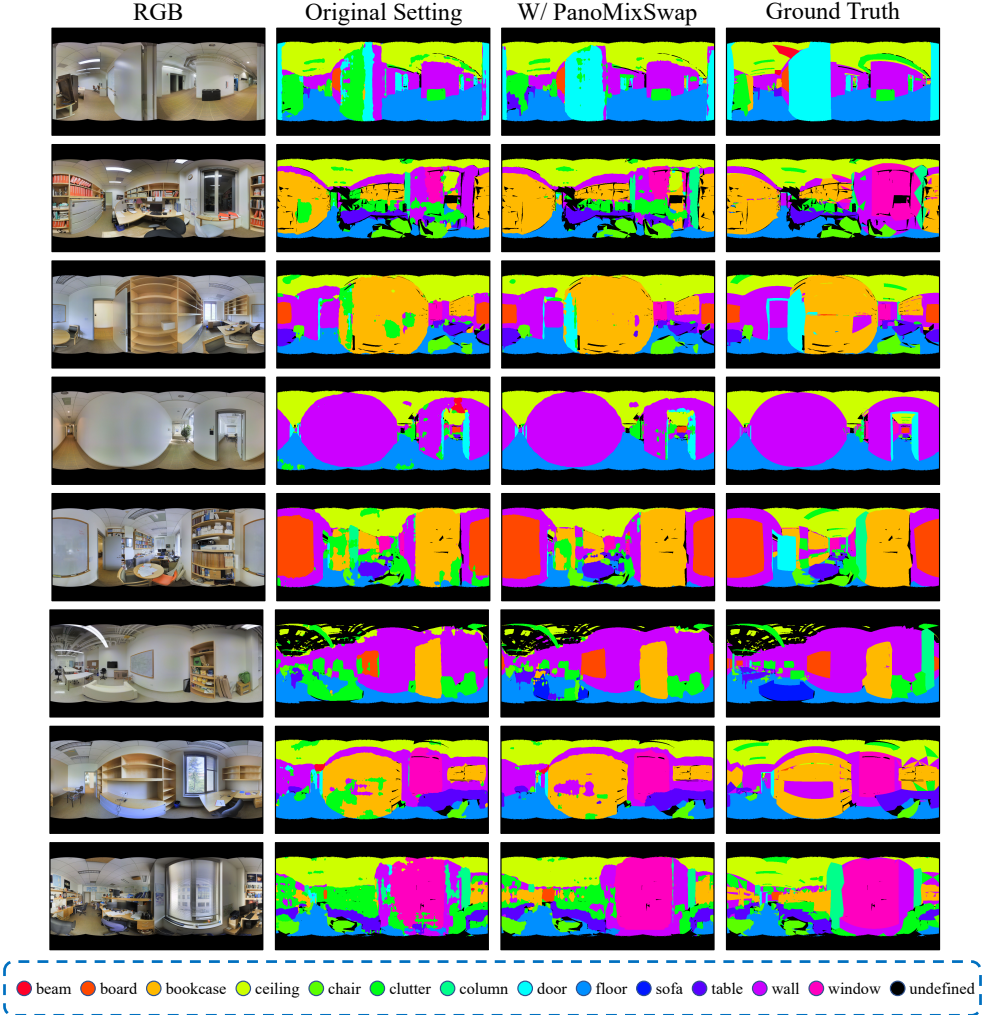 RGB Original Setting W/ PanoMixSwap Ground Truth
beam board bookcase ceiling chair clutter column door floor sofa table wall window undefined